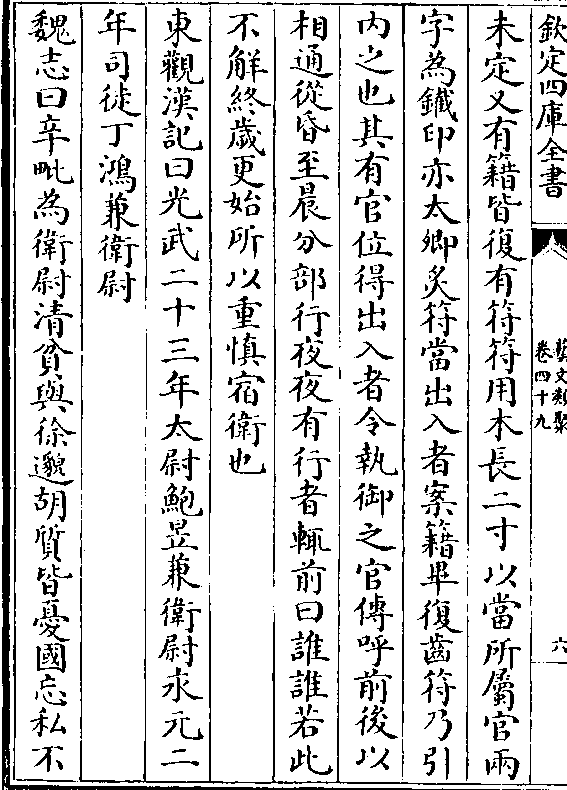 欽定四庫全書
藝文類聚
卷四十九
六
未定又有籍皆復有符符用木長二寸以當所屬官兩
字為鐵印亦太卿炙符當出入者案籍畢復齒符乃引
內之也其有官位得出入者令執御之官傳呼前後以
相通從昏至晨分部行夜夜有行者輒前曰誰誰若此
不解終歲更始所以重慎宿衛也
東觀漢記曰光武二十三年太尉鮑昱兼衛尉永元二
年司徒丁鴻兼衛尉
魏志曰辛毗為衛尉清貧與徐邈胡質皆憂國忘私不